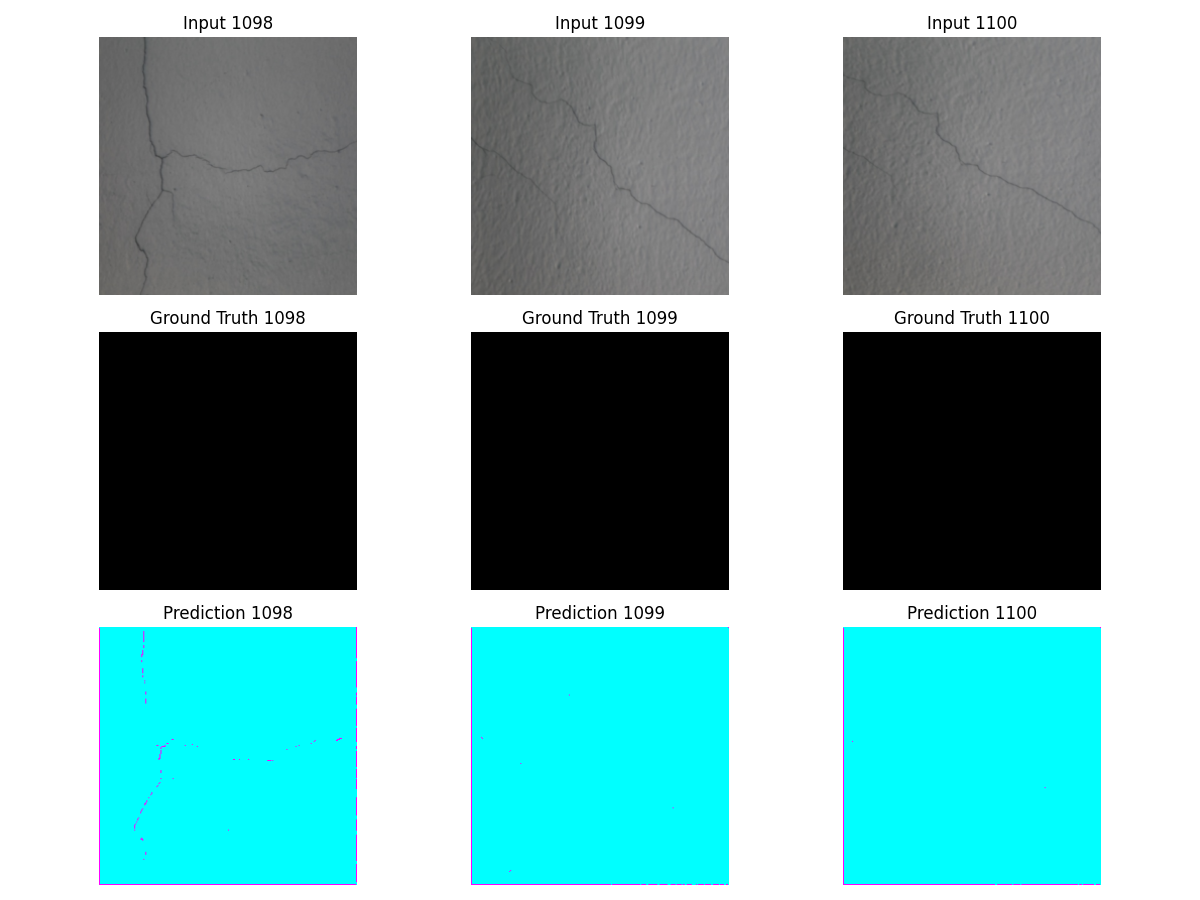 Input 1098
Input 1099
Input 1100
Ground Truth 1098
Ground Truth 1099
Ground Truth 1100
Prediction 1098
Prediction 1099
Prediction 1100